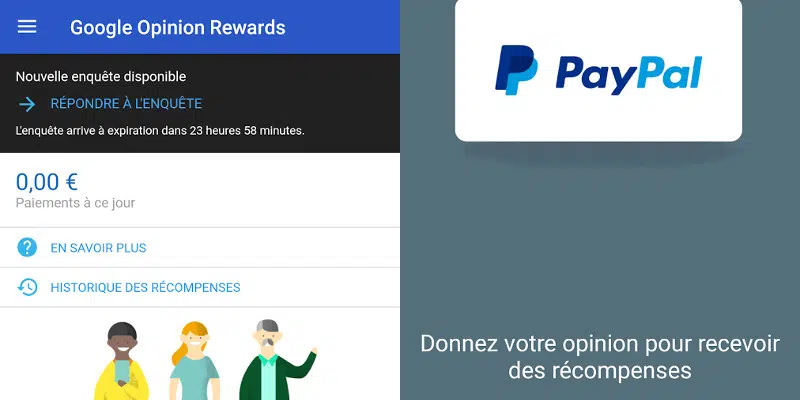 Google Opinion Rewards
Nouvelle enquête disponible
RÉPONDRE À L'ENQUÊTE
L'enquête arrive à expiration dans 23 heures 58 minutes.
0,00 €
Paiements à ce jour
EN SAVOIR PLUS
HISTORIQUE DES RÉCOMPENSES
PayPal
Donnez votre opinion pour recevoir
des récompenses